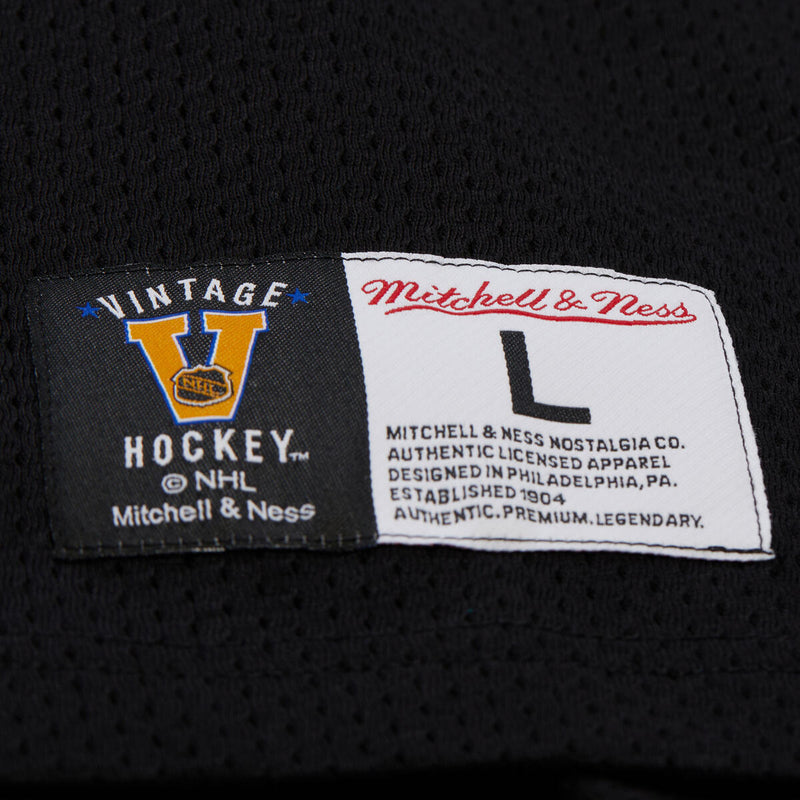 VINTAGE
V
NHL
HOCKEY™
© NHL
Mitchell & Ness
Mitchell & Ness
L
MITCHELL & NESS NOSTALGIA CO.
AUTHENTIC LICENSED APPAREL
DESIGNED IN PHILADELPHIA, PA.
ESTABLISHED 1904
AUTHENTIC.PREMIUM.LEGENDARY.